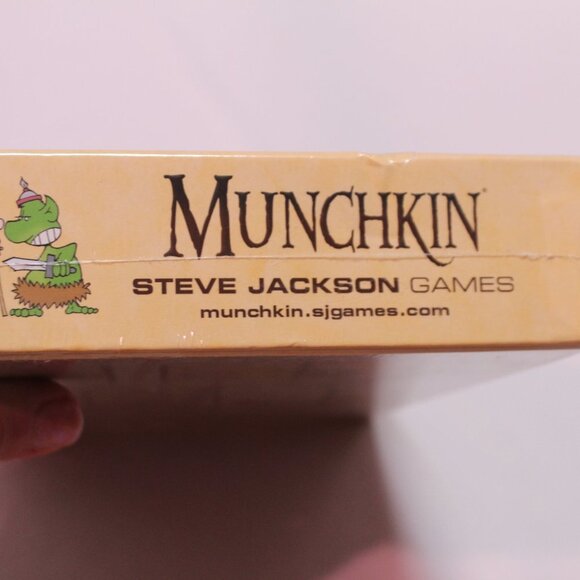 MUNCHKIN®
STEVE JACKSON GAMES
munchkin.sjgames.com